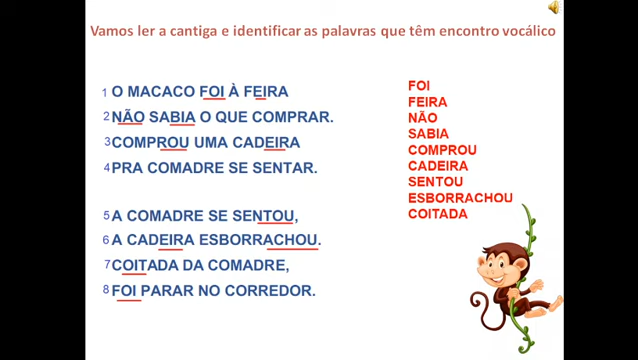 Vamos ler a cantiga e identificar as palavras que têm encontro vocálico
1 O MACACO FOI À FEIRA
2 NÃO SABIA O QUE COMPRAR.
3 COMPROU UMA CADEIRA
4 PRA COMADRE SE SENTAR.
5 A COMADRE SE SENTOU,
6 A CADEIRA ESBORRACHOU.
7 COITADA DA COMADRE,
8 FOI PARAR NO CORREDOR.
FOI
FEIRA
NÃO
SABIA
COMPROU
CADEIRA
SENTOU
ESBORRACHOU
COITADA